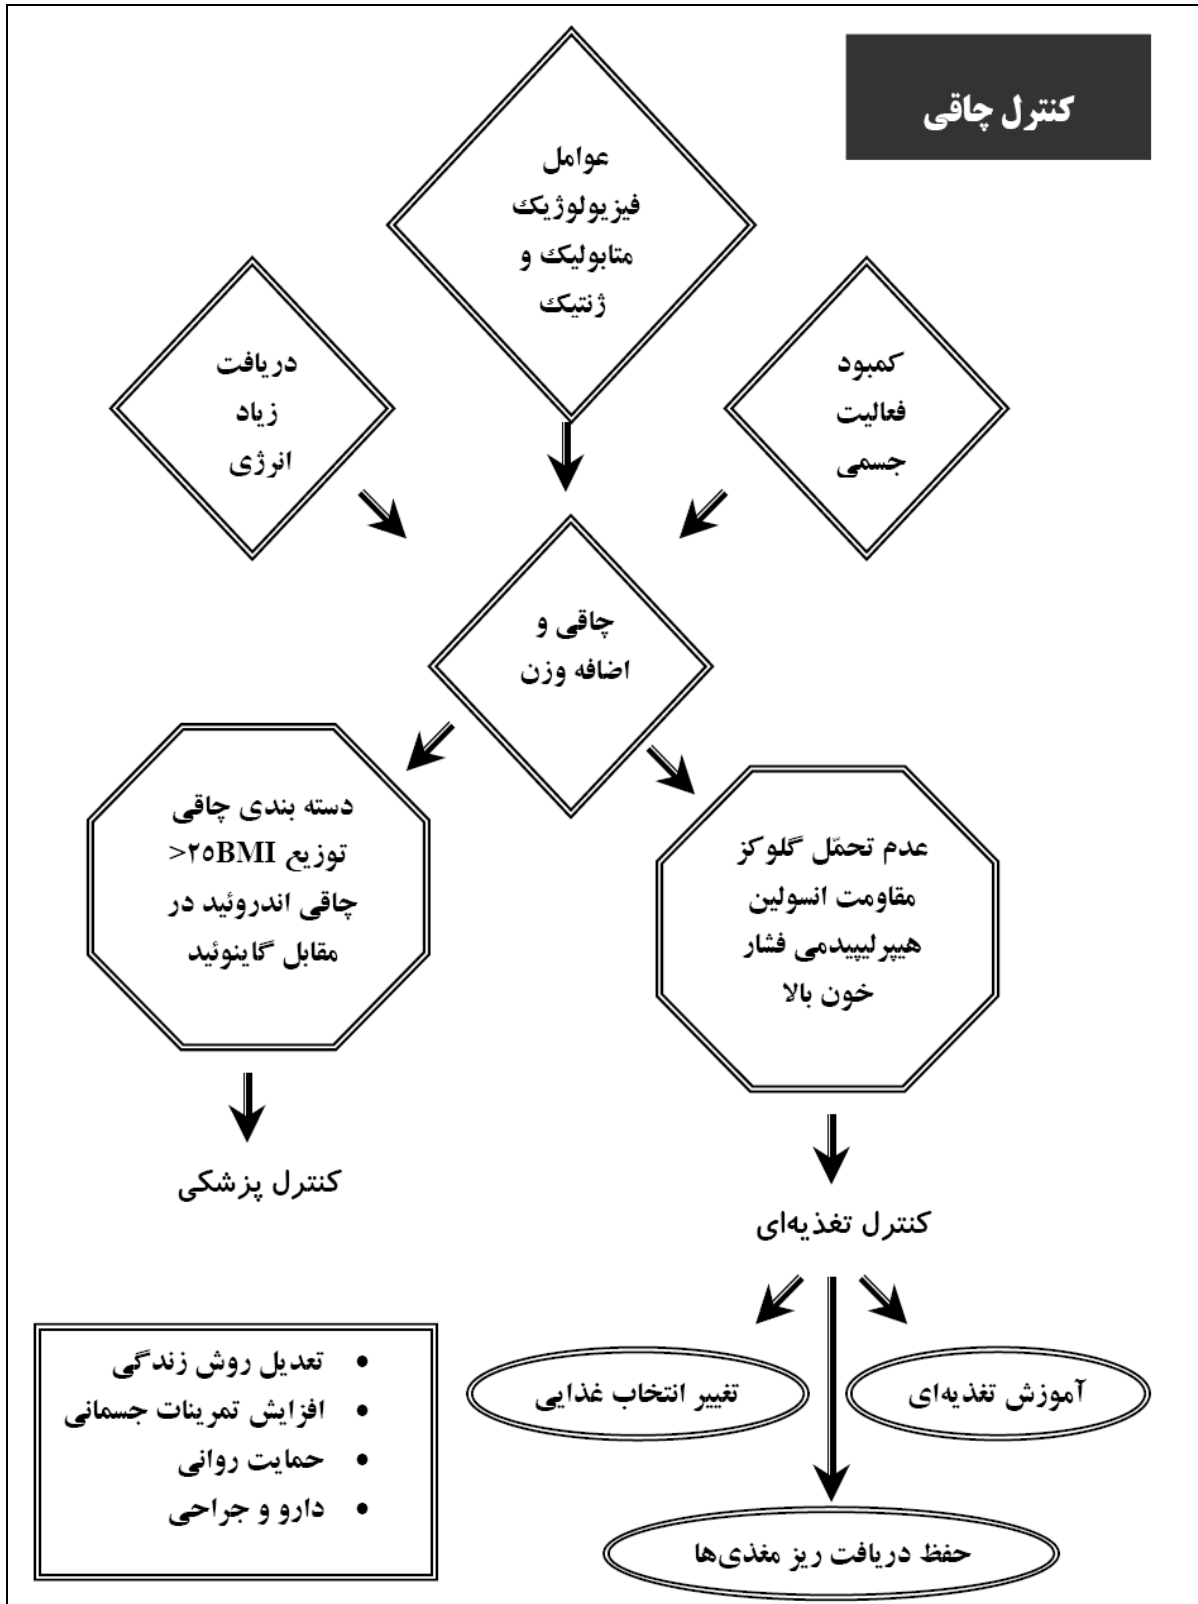 کنترل چاقی
عوامل
فیزیولوژیک
متابولیک و
ژنتیک
کمبود
فعالیت
جسمی
دریافت
زیاد
انرژی
چاقی و
اضافه وزن
عدم تحمّل گلوکز
مقاومت انسولین
هیپرلیپیدمی فشار
خون بالا
دسته بندی چاقی
توزیع ۲۵BMI<
چاقی اندروئید در
مقابل گاینوئید
کنترل پزشکی
کنترل تغذیه‌ای
آموزش تغذیه‌ای
تغییر انتخاب غذایی
حفظ دریافت ریز مغذی‌ها
• تعدیل روش زندگی
• افزایش تمرینات جسمانی
• حمایت روانی
• دارو و جراحی